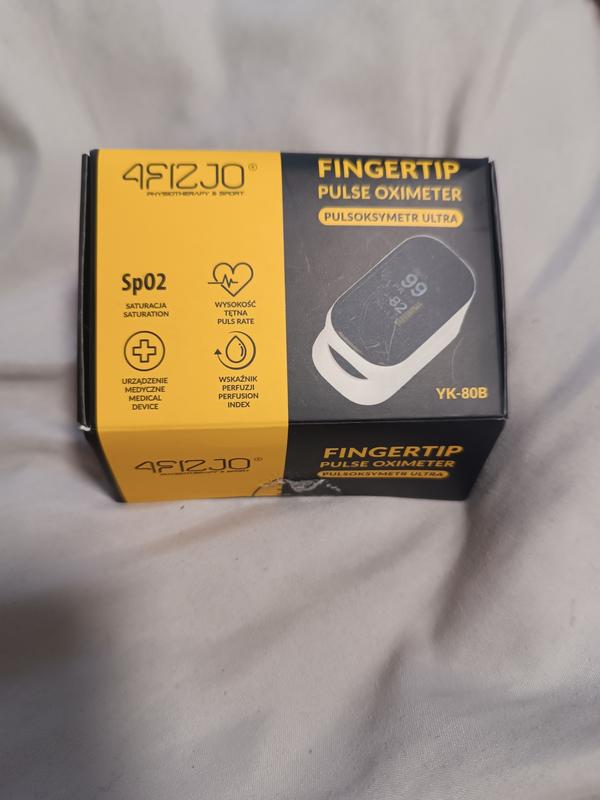 4FIZJO®
PHYSIOTHERAPY & SPORT
Sp02
SATURACJA
SATURATION
WYSOKOŚĆ
TĘTNA
PULS RATE
URZĄDZENIE
MEDYCZNE
MEDICAL
DEVICE
WSKAŹNIK
PERFUZJI
PERFUSION
INDEX
FINGERTIP
PULSE OXIMETER
PULSOKSYMETR ULTRA
99
82
YK-80B
4FIZJO®
PHYSIOTHERAPY & SPORT
FINGERTIP
PULSE OXIMETER
PULSOKSYMETR ULTRA